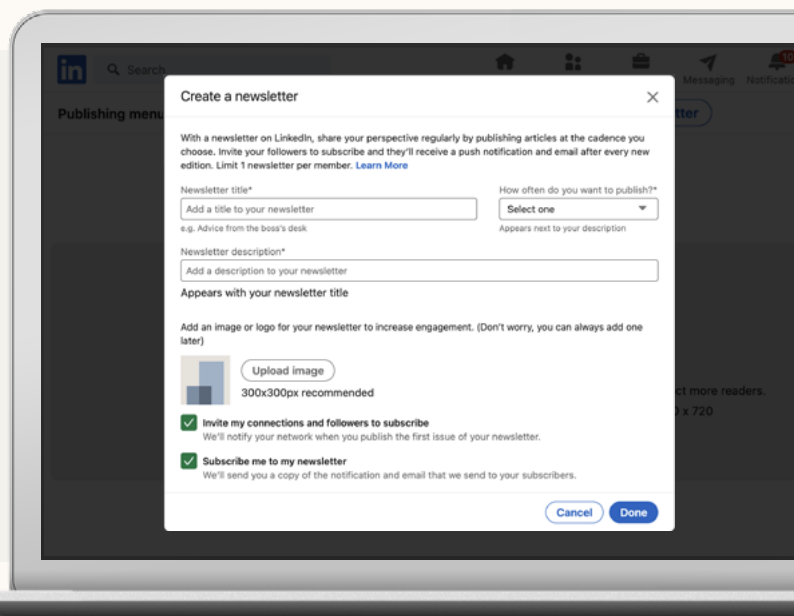 in
Search
Messaging
Notificatio
10
Publishing menu
tter
Create a newsletter
With a newsletter on LinkedIn, share your perspective regularly by publishing articles at the cadence you
choose. Invite your followers to subscribe and they'll receive a push notification and email after every new
edition. Limit 1 newsletter per member. Learn More
Newsletter title*
How often do you want to publish?*
Add a title to your newsletter
Select one
e.g. Advice from the boss's desk
Appears next to your description
Newsletter description*
Add a description to your newsletter
Appears with your newsletter title
Add an image or logo for your newsletter to increase engagement. (Don't worry, you can always add one
later)
Upload image
300x300px recommended
ct more readers.
0 x 720
Invite my connections and followers to subscribe
We'll notify your network when you publish the first issue of your newsletter.
Subscribe me to my newsletter
We'll send you a copy of the notification and email that we send to your subscribers.
Cancel
Done